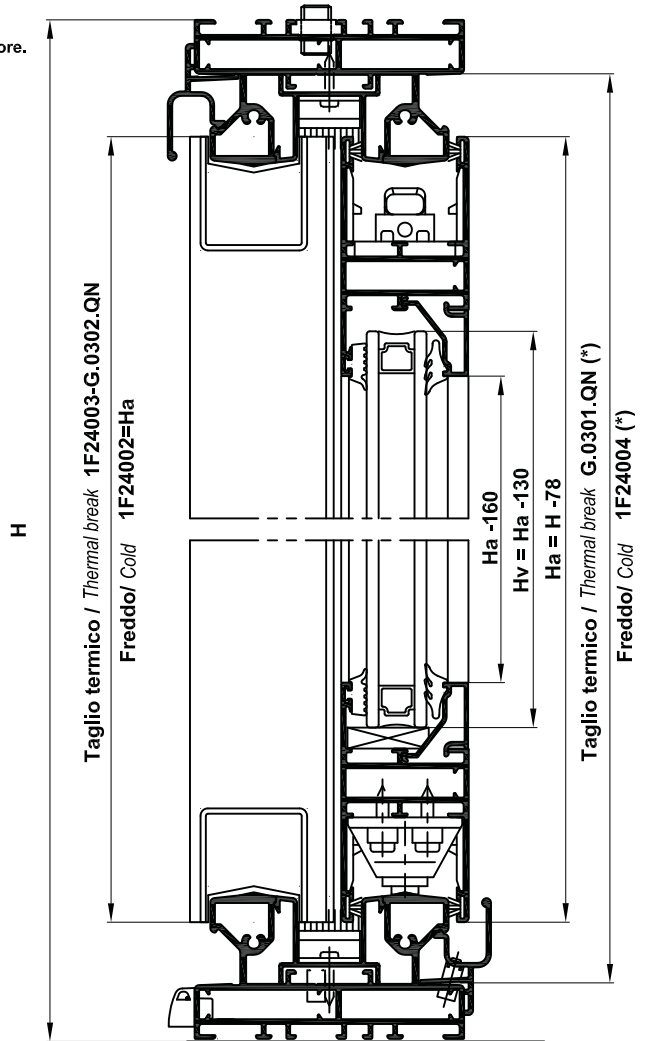 ore.
H
Taglio termico / Thermal break 1F24003-G.0302.QN
Freddo/ Cold 1F24002=Ha
Ha -160
Hv = Ha -130
Ha = H -78
Taglio termico / Thermal break G.0301.QN (*)
Freddo/ Cold 1F24004 (*)